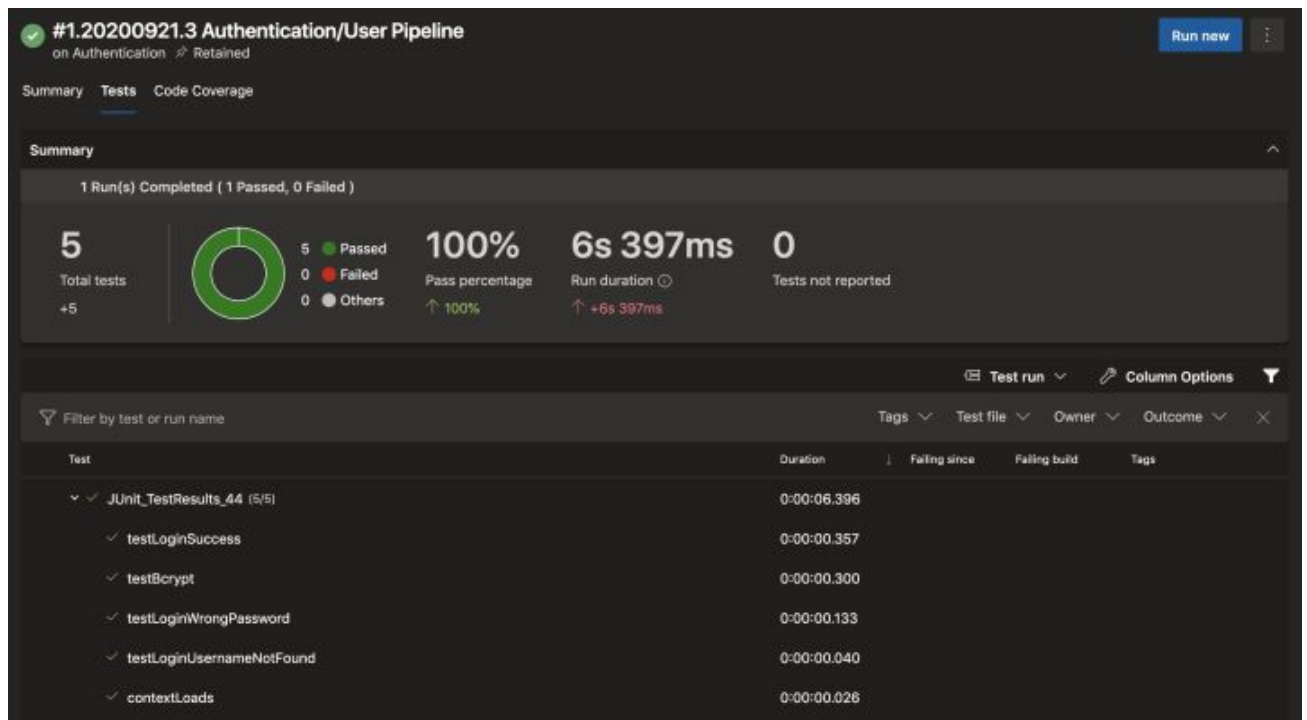 #1.20200921.3 Authentication/User Pipeline
on Authentication Retained
Run new
Summary Tests Code Coverage
Summary
1 Run(s) Completed ( 1 Passed, 0 Failed )
5
Total tests
+5
5 Passed
0 Failed
0 Others
100%
Pass percentage
↑ 100%
6s 397ms
Run duration
↑ +6s 397ms
0
Tests not reported
Test run Column Options
Filter by test or run name Tags Test file Owner Outcome
Test Duration ↓ Failing since Failing build Tags
JUnit_TestResults_44 (5/5) 0:00:06.396
testLoginSuccess 0:00:00.357
testBcrypt 0:00:00.300
testLoginWrongPassword 0:00:00.133
testLoginUsernameNotFound 0:00:00.040
contextLoads 0:00:00.026